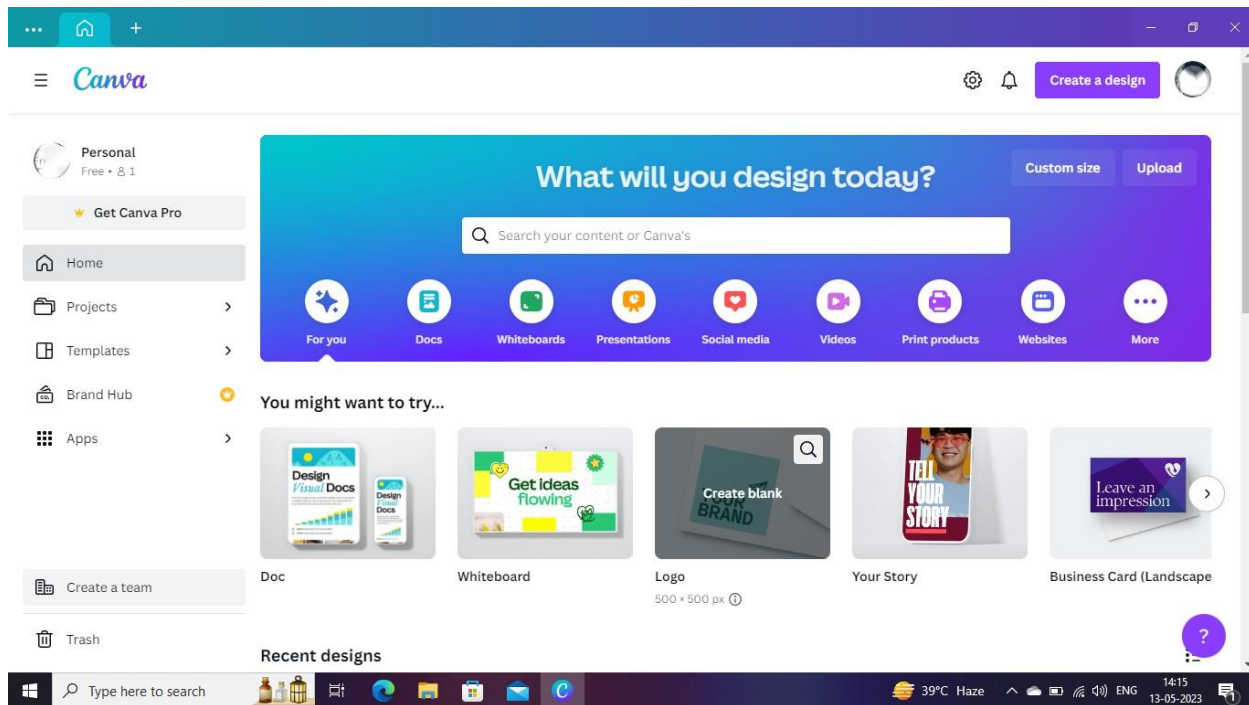 Canva
Create a design
Personal
Free • 1
Get Canva Pro
Home
Projects
Templates
Brand Hub
Apps
Create a team
Trash
What will you design today?
Custom size
Upload
Search your content or Canva's
For you
Docs
Whiteboards
Presentations
Social media
Videos
Print products
Websites
More
You might want to try...
Design
Visual Docs
Design
Visual
Docs
Get ideas
flowing
Create blank
YOUR
BRAND
TELL
YOUR
STORY
Leave an
impression
Doc
Whiteboard
Logo
500 × 500 px
Your Story
Business Card (Landscape
Recent designs
?
Type here to search
39°C Haze
ENG
14:15
13-05-2023